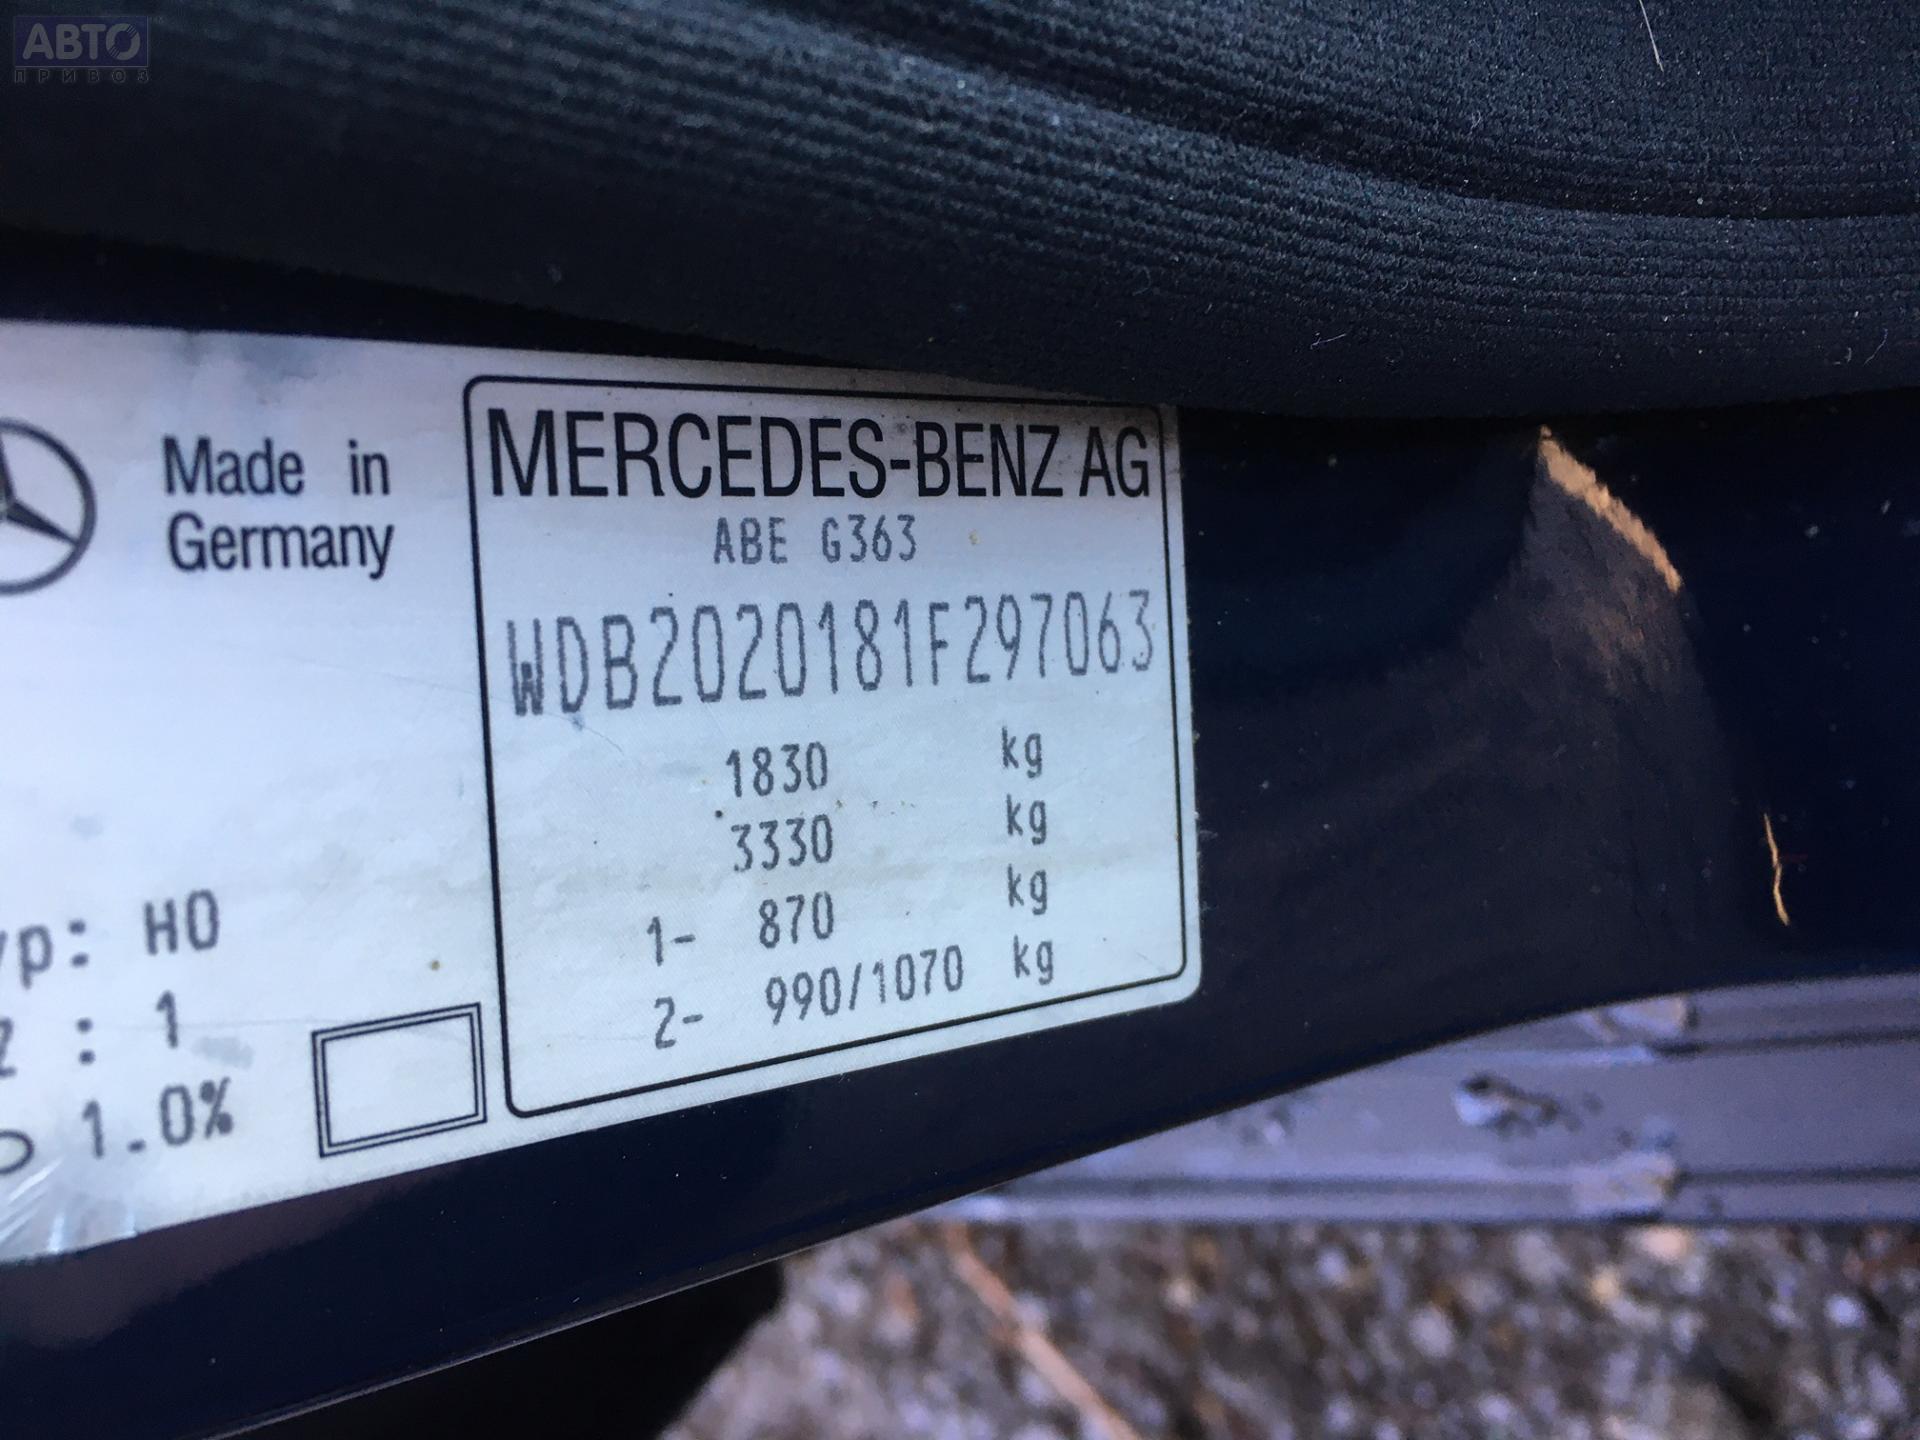 АВТО
ПРИВОЗ
Made in
Germany
MERCEDES-BENZ AG
ABE G363
WDB2020181F297063
1830 kg
3330 kg
1- 870 kg
2- 990/1070 kg
yp: HO
z : 1
1.0%